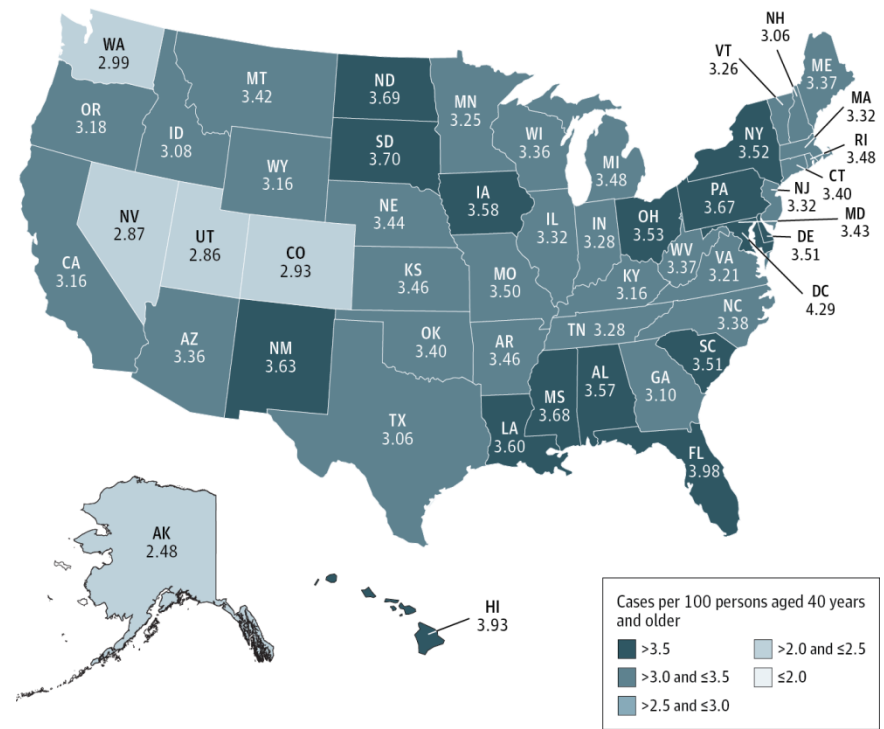 NH
3.06
VT
3.26
WA
2.99
ME
3.37
MT
3.42
ND
3.69
MN
3.25
MA
3.32
OR
3.18
ID
3.08
SD
3.70
WI
3.36
NY
3.52
RI
3.48
WY
3.16
MI
3.48
CT
3.40
IA
3.58
PA
3.67
NJ
3.32
NE
3.44
MD
3.43
NV
2.87
UT
2.86
CO
2.93
IL
3.32
IN
3.28
OH
3.53
WV
3.37
DE
3.51
CA
3.16
KS
3.46
MO
3.50
KY
3.16
VA
3.21
DC
4.29
AZ
3.36
NM
3.63
OK
3.40
AR
3.46
TN 3.28
NC
3.38
SC
3.51
MS
3.68
AL
3.57
GA
3.10
TX
3.06
LA
3.60
FL
3.98
AK
2.48
HI
3.93
Cases per 100 persons aged 40 years
and older
>3.5
>3.0 and ≤3.5
>2.5 and ≤3.0
>2.0 and ≤2.5
≤2.0